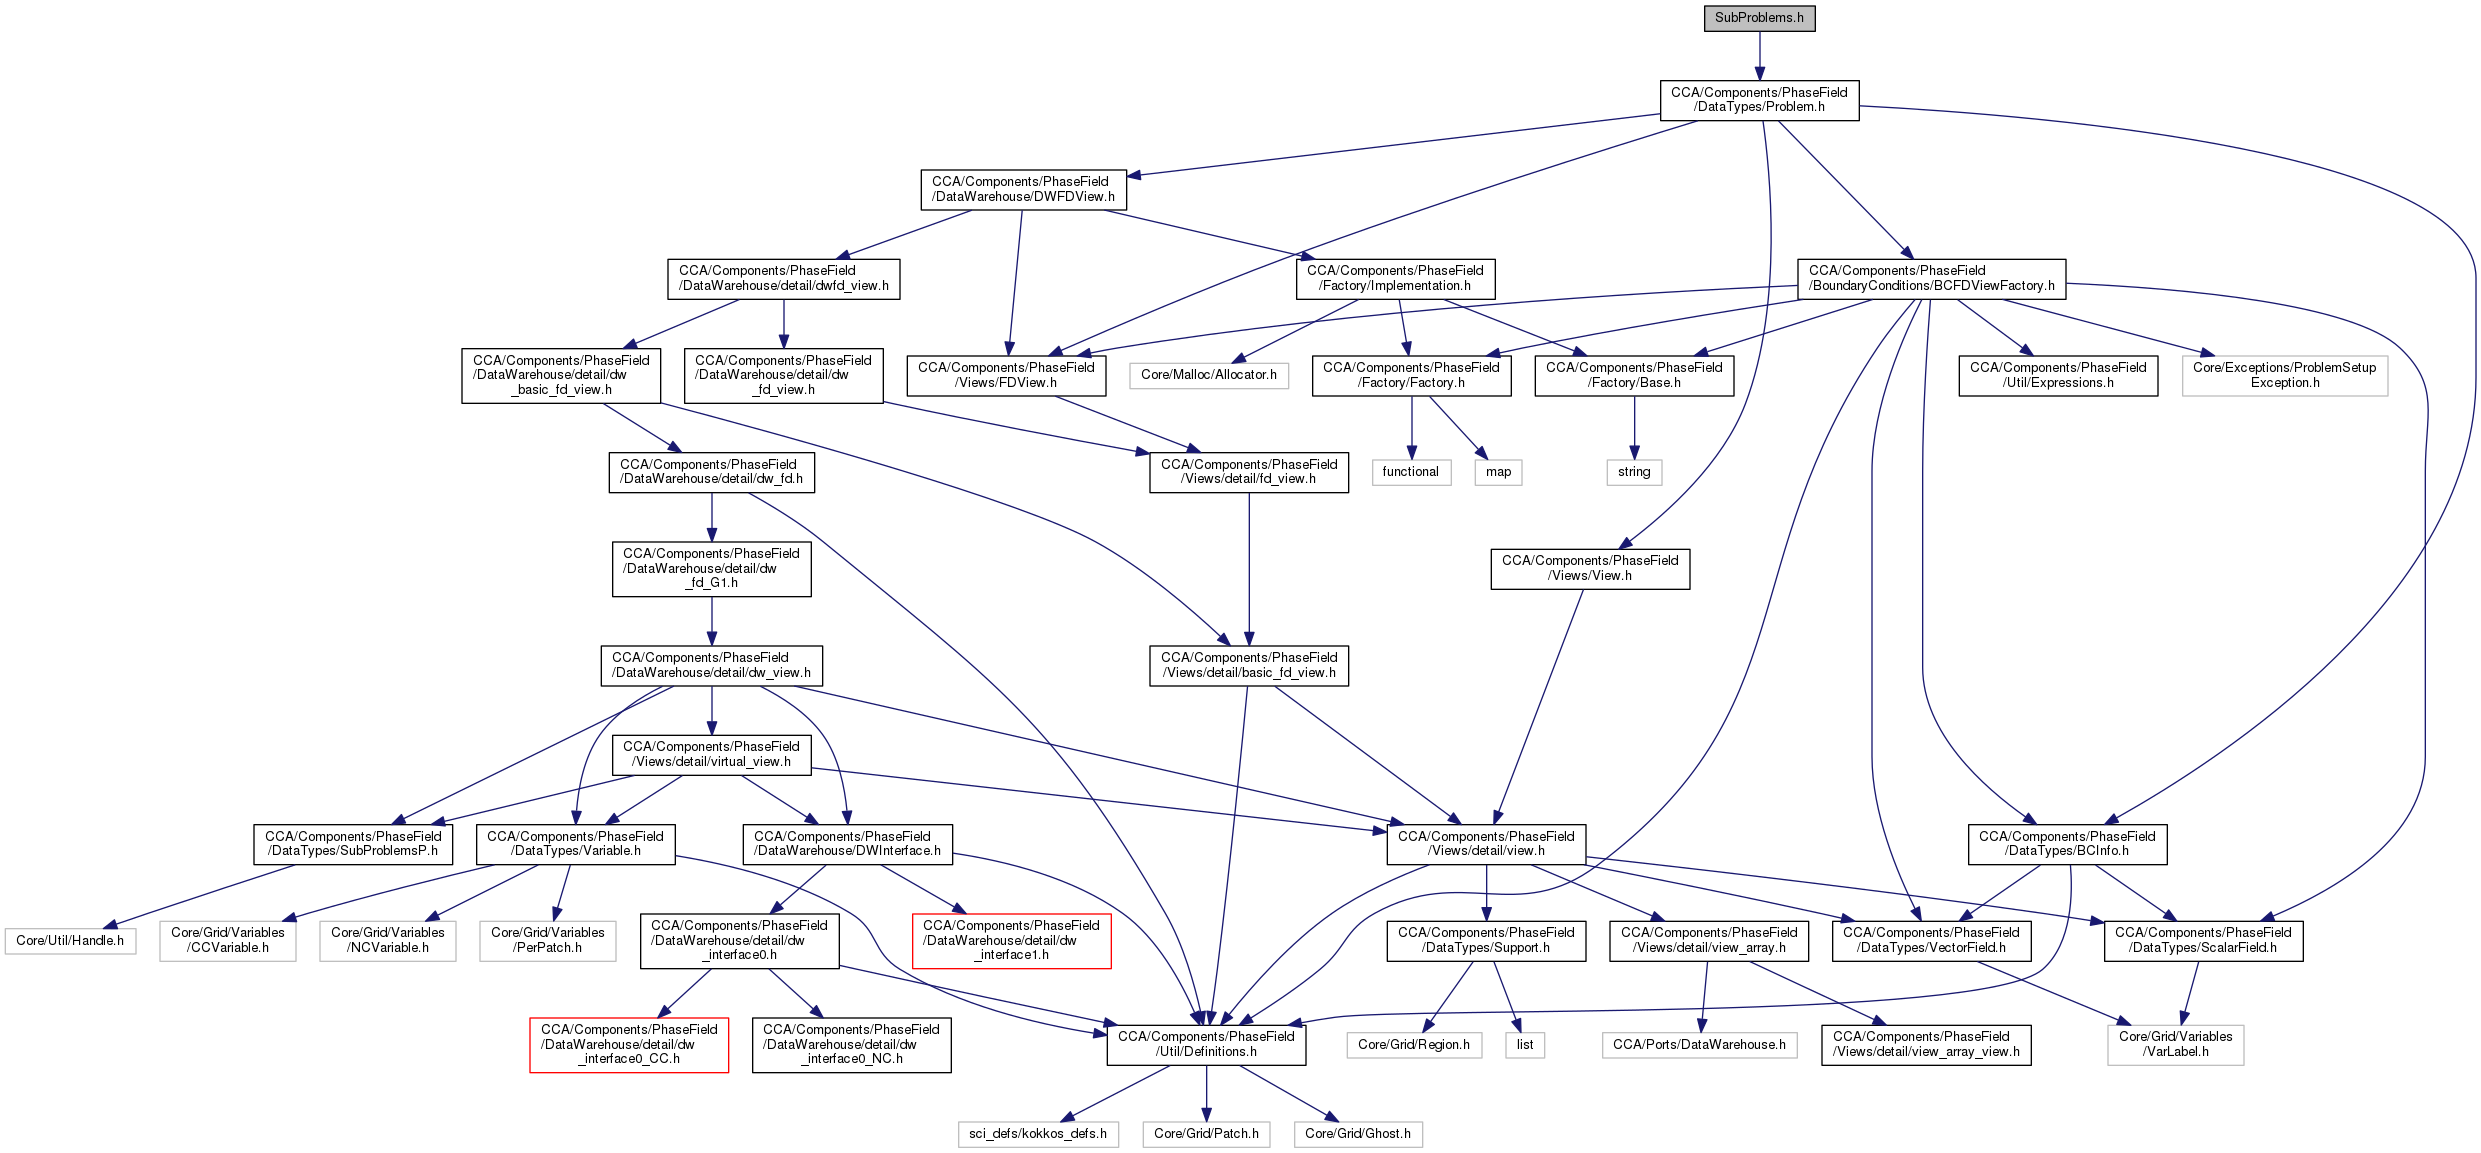 SubProblems.h
CCA/Components/PhaseField
/DataTypes/Problem.h
CCA/Components/PhaseField
/DataWarehouse/DWFDView.h
CCA/Components/PhaseField
/DataWarehouse/detail/dwfd_view.h
CCA/Components/PhaseField
/Factory/Implementation.h
CCA/Components/PhaseField
/BoundaryConditions/BCFDViewFactory.h
CCA/Components/PhaseField
/DataWarehouse/detail/dw
_basic_fd_view.h
CCA/Components/PhaseField
/DataWarehouse/detail/dw
_fd_view.h
CCA/Components/PhaseField
/Views/FDView.h
Core/Malloc/Allocator.h
CCA/Components/PhaseField
/Factory/Factory.h
CCA/Components/PhaseField
/Factory/Base.h
CCA/Components/PhaseField
/Util/Expressions.h
Core/Exceptions/ProblemSetup
Exception.h
CCA/Components/PhaseField
/DataWarehouse/detail/dw_fd.h
CCA/Components/PhaseField
/Views/detail/fd_view.h
functional
map
string
CCA/Components/PhaseField
/DataWarehouse/detail/dw
_fd_G1.h
CCA/Components/PhaseField
/Views/View.h
CCA/Components/PhaseField
/DataWarehouse/detail/dw_view.h
CCA/Components/PhaseField
/Views/detail/basic_fd_view.h
CCA/Components/PhaseField
/Views/detail/virtual_view.h
CCA/Components/PhaseField
/DataTypes/SubProblemsP.h
CCA/Components/PhaseField
/DataTypes/Variable.h
CCA/Components/PhaseField
/DataWarehouse/DWInterface.h
CCA/Components/PhaseField
/Views/detail/view.h
CCA/Components/PhaseField
/DataTypes/BCInfo.h
Core/Util/Handle.h
Core/Grid/Variables
/CCVariable.h
Core/Grid/Variables
/NCVariable.h
Core/Grid/Variables
/PerPatch.h
CCA/Components/PhaseField
/DataWarehouse/detail/dw
_interface0.h
CCA/Components/PhaseField
/DataWarehouse/detail/dw
_interface1.h
CCA/Components/PhaseField
/DataTypes/Support.h
CCA/Components/PhaseField
/Views/detail/view_array.h
CCA/Components/PhaseField
/DataTypes/VectorField.h
CCA/Components/PhaseField
/DataTypes/ScalarField.h
CCA/Components/PhaseField
/DataWarehouse/detail/dw
_interface0_CC.h
CCA/Components/PhaseField
/DataWarehouse/detail/dw
_interface0_NC.h
CCA/Components/PhaseField
/Util/Definitions.h
Core/Grid/Region.h
list
CCA/Ports/DataWarehouse.h
CCA/Components/PhaseField
/Views/detail/view_array_view.h
Core/Grid/Variables
/VarLabel.h
sci_defs/kokkos_defs.h
Core/Grid/Patch.h
Core/Grid/Ghost.h